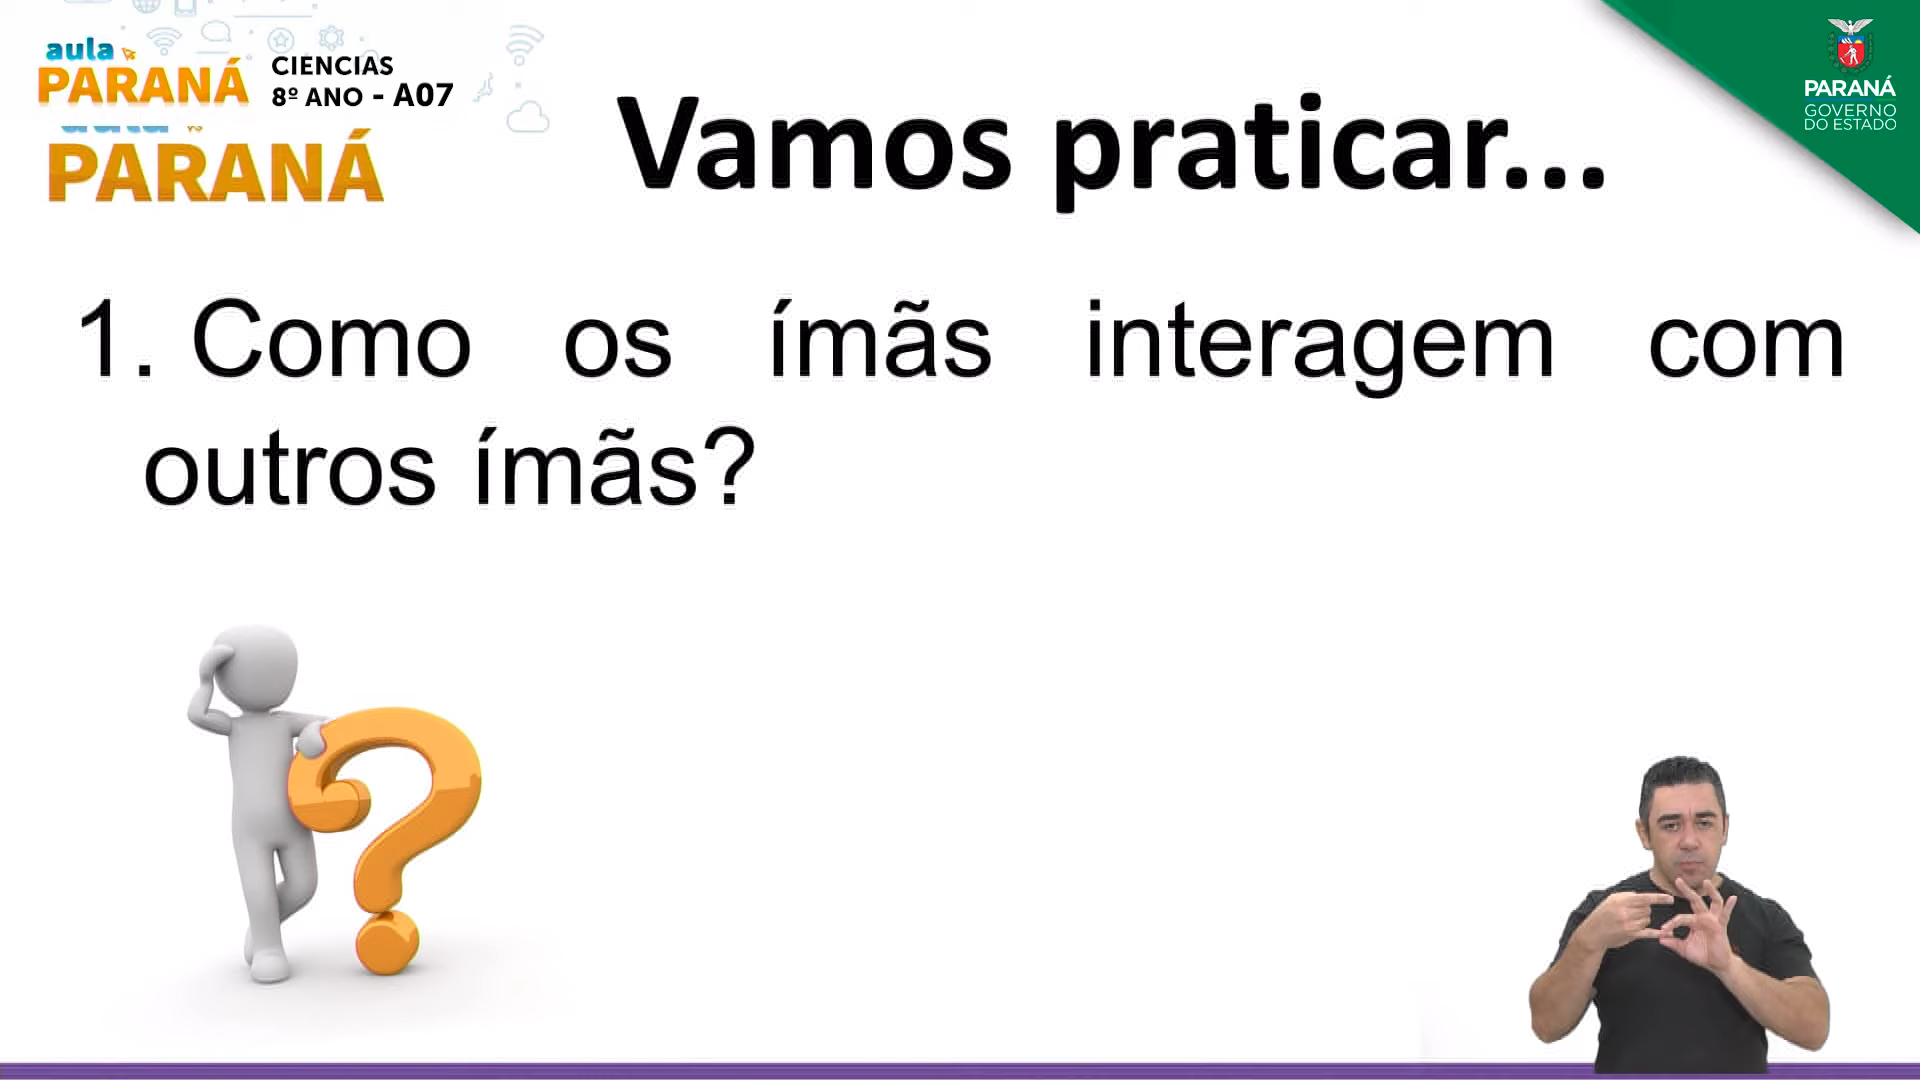 aula
PARANÁ
CIÊNCIAS
8º ANO - A07
PARANÁ
Vamos praticar...
PARANÁ
GOVERNO
DO ESTADO
1. Como os ímãs interagem com
outros ímãs?